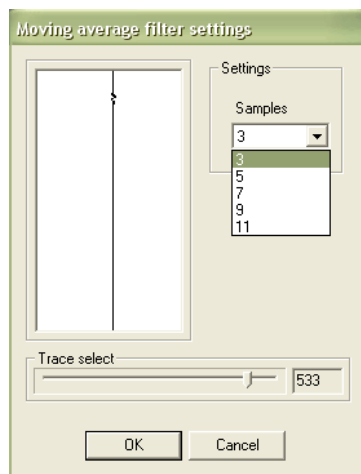 Moving average filter settings
Settings
Samples
3
3
5
7
9
11
Trace select
533
OK
Cancel